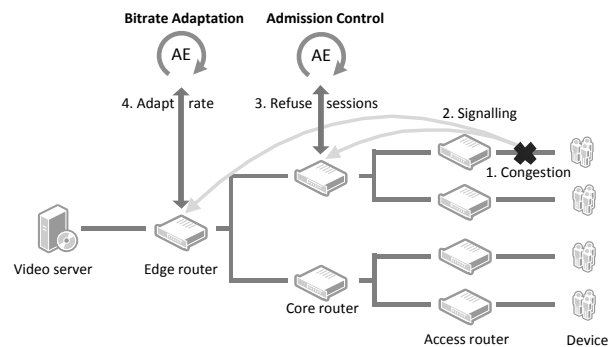 Bitrate Adaptation
Admission Control
AE
AE
4. Adapt rate
3. Refuse sessions
2. Signalling
1. Congestion
Video server
Edge router
Core router
Access router
Device